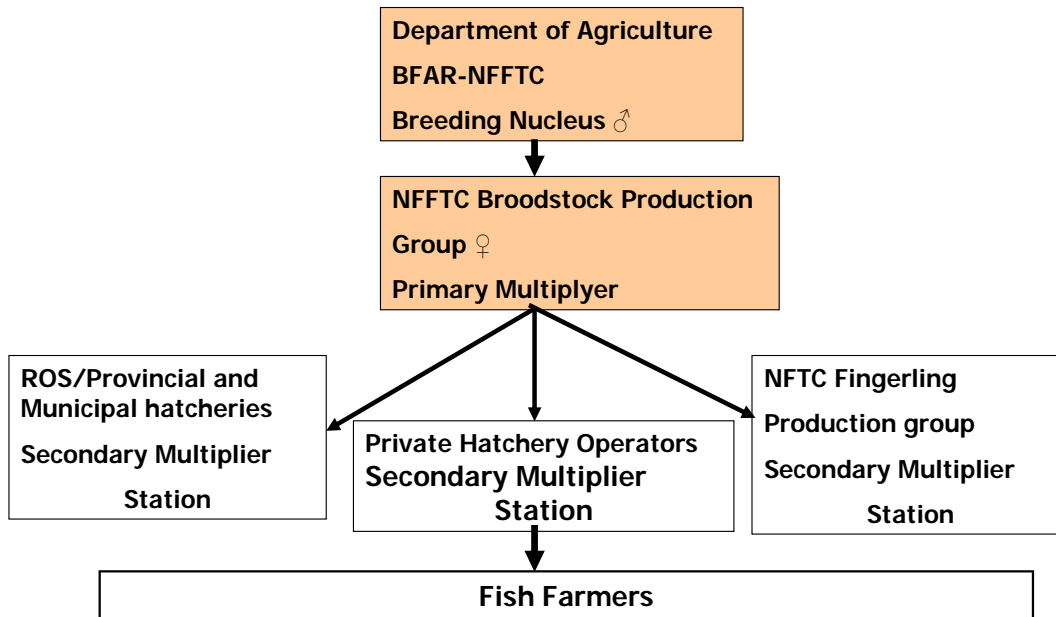 Department of Agriculture
BFAR-NFFTC
Breeding Nucleus ♂
NFFTC Broodstock Production
Group ♀
Primary Multiplyer
ROS/Provincial and
Municipal hatcheries
Secondary Multiplier
Station
Private Hatchery Operators
Secondary Multiplier
Station
NFTC Fingerling
Production group
Secondary Multiplier
Station
Fish Farmers